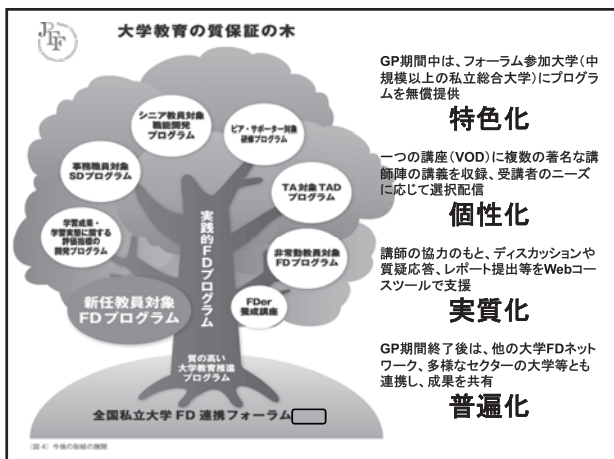 JPFF
大学教育の質保証の木
シニア教員対象
職能開発
プログラム
ピア・サポーター対象
研修プログラム
事務職員対象
SDプログラム
TA対象TAD
プログラム
学習成果・
学習実態に関する
評価指標の
開発プログラム
実践的FDプログラム
非常勤教員対象
FDプログラム
新任教員対象
FDプログラム
FDer
養成講座
質の高い
大学教育推進
プログラム
全国私立大学FD連携フォーラム
(図4) 今後の取組の展開
GP期間中は、フォーラム参加大学(中
規模以上の私立総合大学)にプログラ
ムを無償提供
特色化
一つの講座(VOD)に複数の著名な講
師陣の講義を収録、受講者のニーズ
に応じて選択配信
個性化
講師の協力のもと、ディスカッションや
質疑応答、レポート提出等をWebコー
スツールで支援
実質化
GP期間終了後は、他の大学FDネット
ワーク、多様なセクターの大学等とも
連携し、成果を共有
普遍化